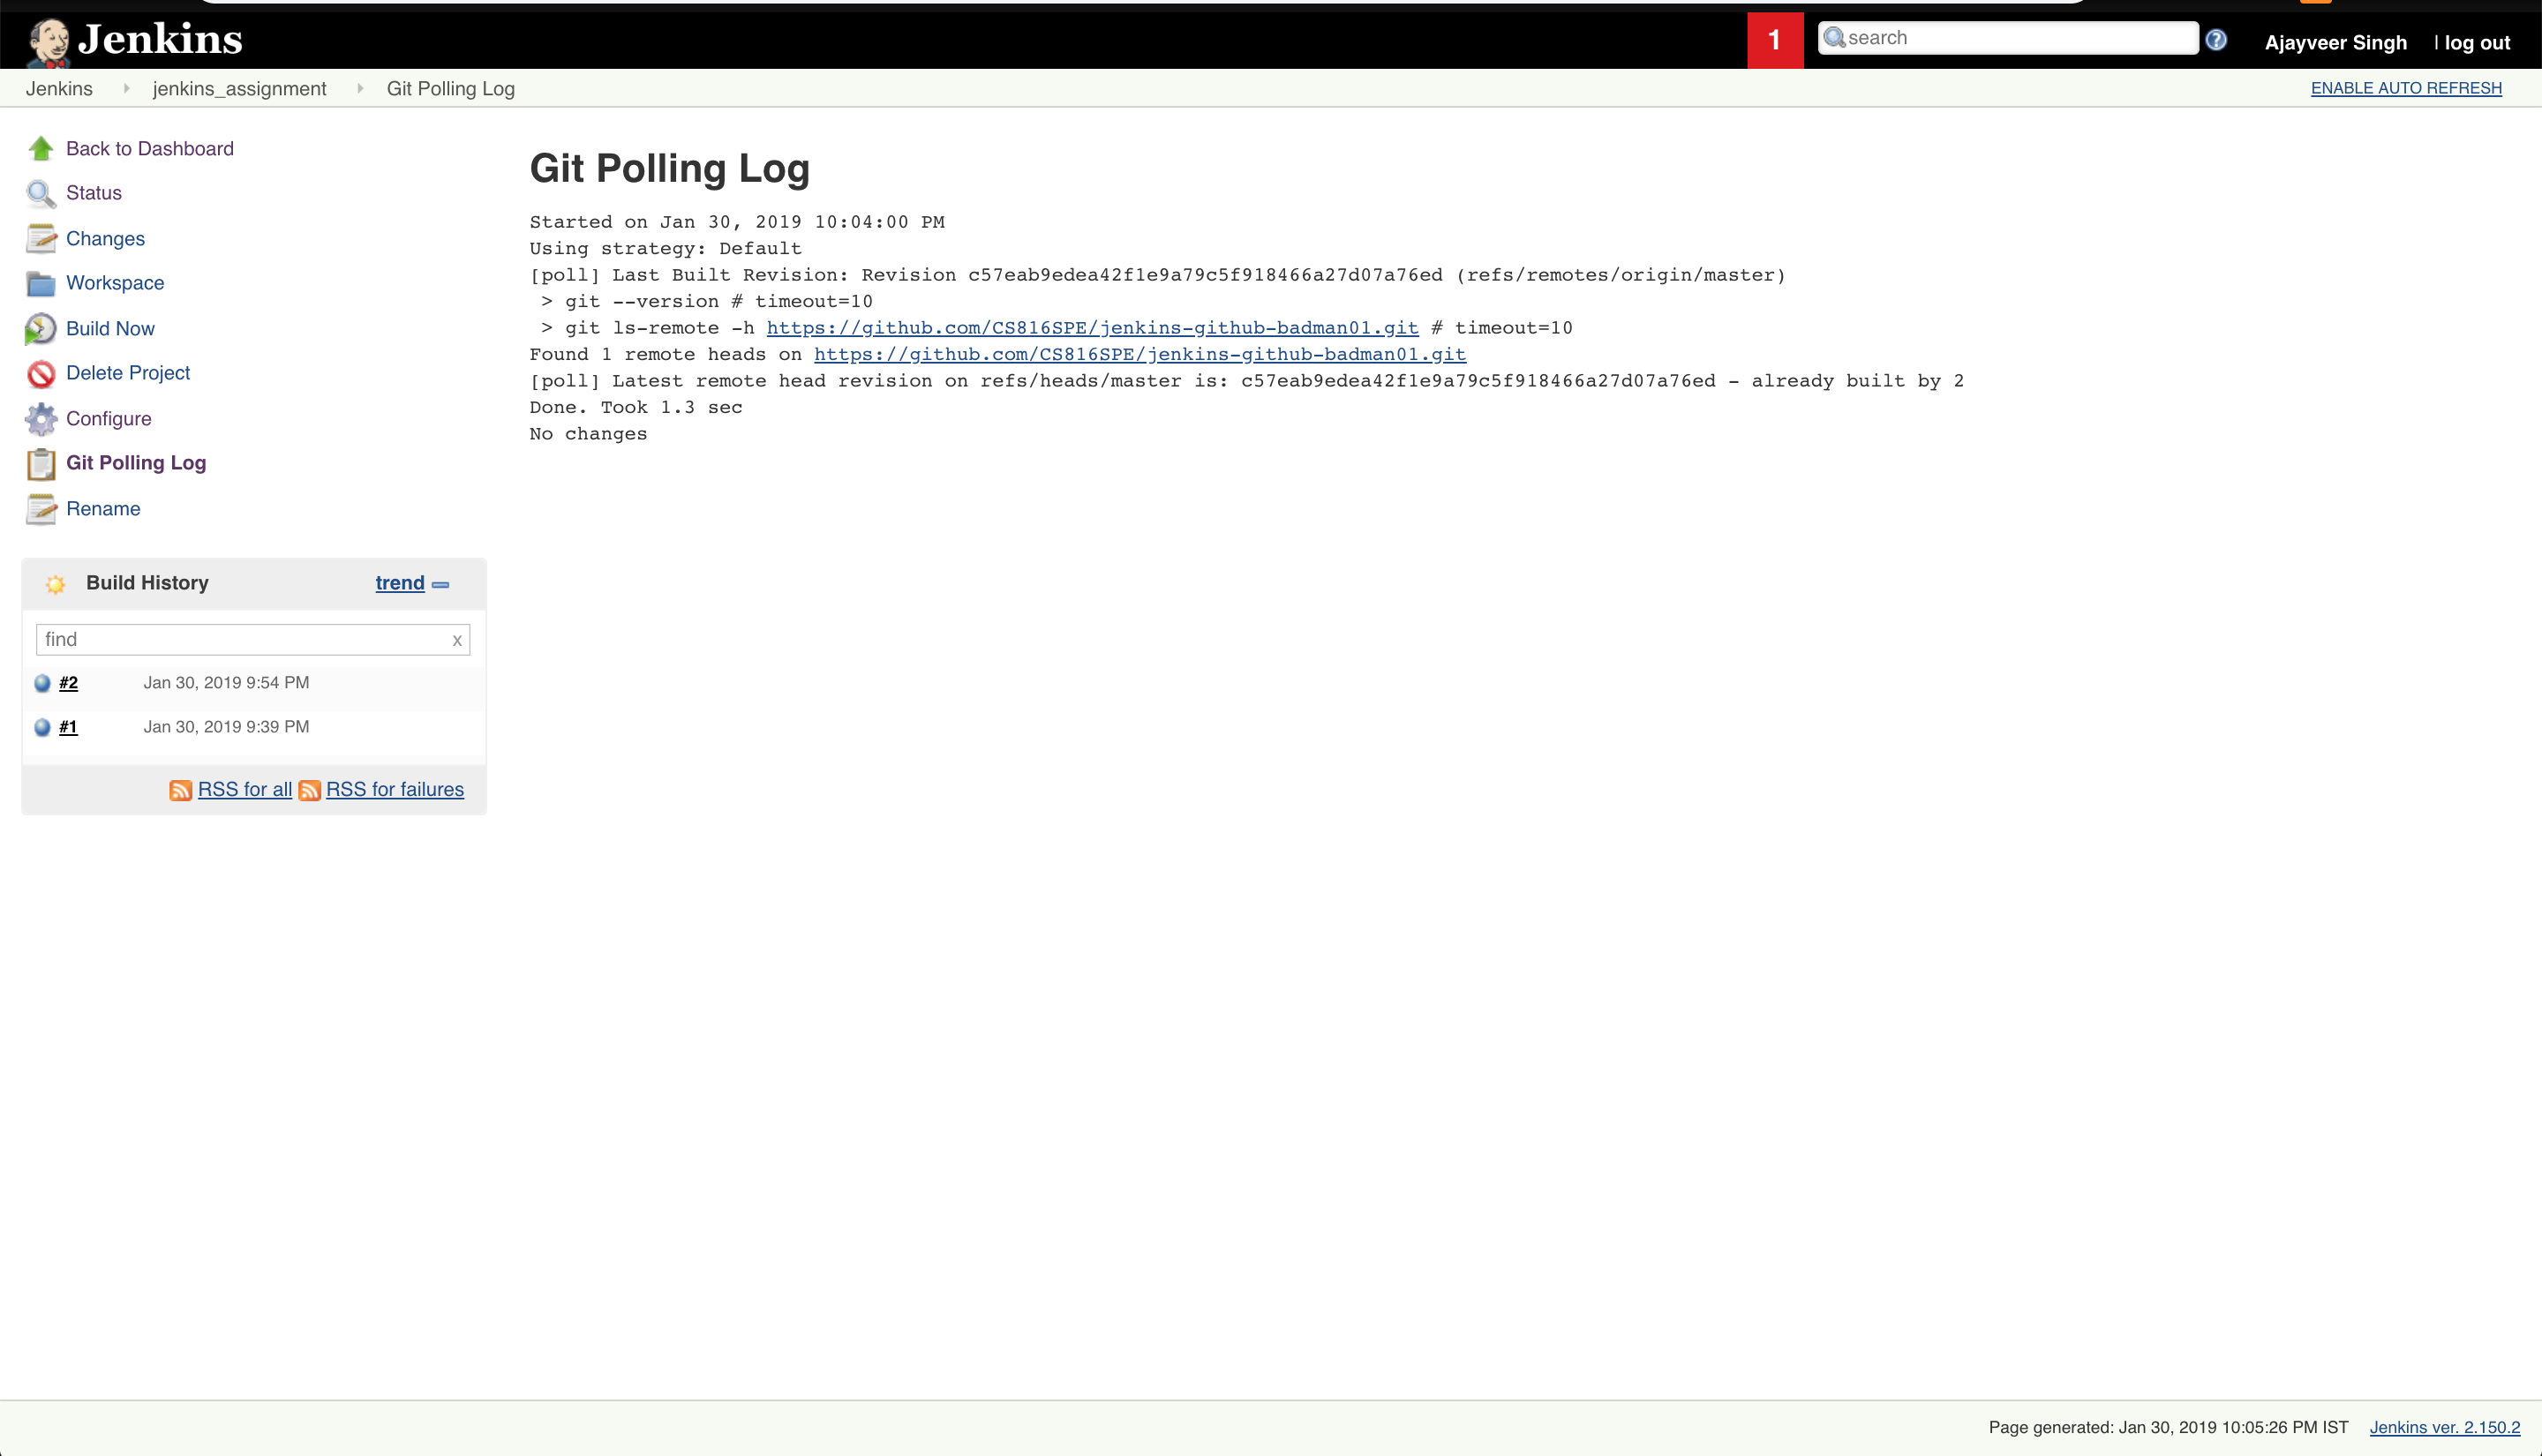 Jenkins
1
search
?
Ajayveer Singh
| log out
Jenkins jenkins_assignment Git Polling Log
ENABLE AUTO REFRESH
Back to Dashboard
Status
Changes
Workspace
Build Now
Delete Project
Configure
Git Polling Log
Rename
Build History trend
find x
#2 Jan 30, 2019 9:54 PM
#1 Jan 30, 2019 9:39 PM
RSS for all RSS for failures
Git Polling Log
Started on Jan 30, 2019 10:04:00 PM
Using strategy: Default
[poll] Last Built Revision: Revision c57eab9edea42f1e9a79c5f918466a27d07a76ed (refs/remotes/origin/master)
 > git --version # timeout=10
 > git ls-remote -h https://github.com/CS816SPE/jenkins-github-badman01.git # timeout=10
Found 1 remote heads on https://github.com/CS816SPE/jenkins-github-badman01.git
[poll] Latest remote head revision on refs/heads/master is: c57eab9edea42f1e9a79c5f918466a27d07a76ed - already built by 2
Done. Took 1.3 sec
No changes
Page generated: Jan 30, 2019 10:05:26 PM IST Jenkins ver. 2.150.2